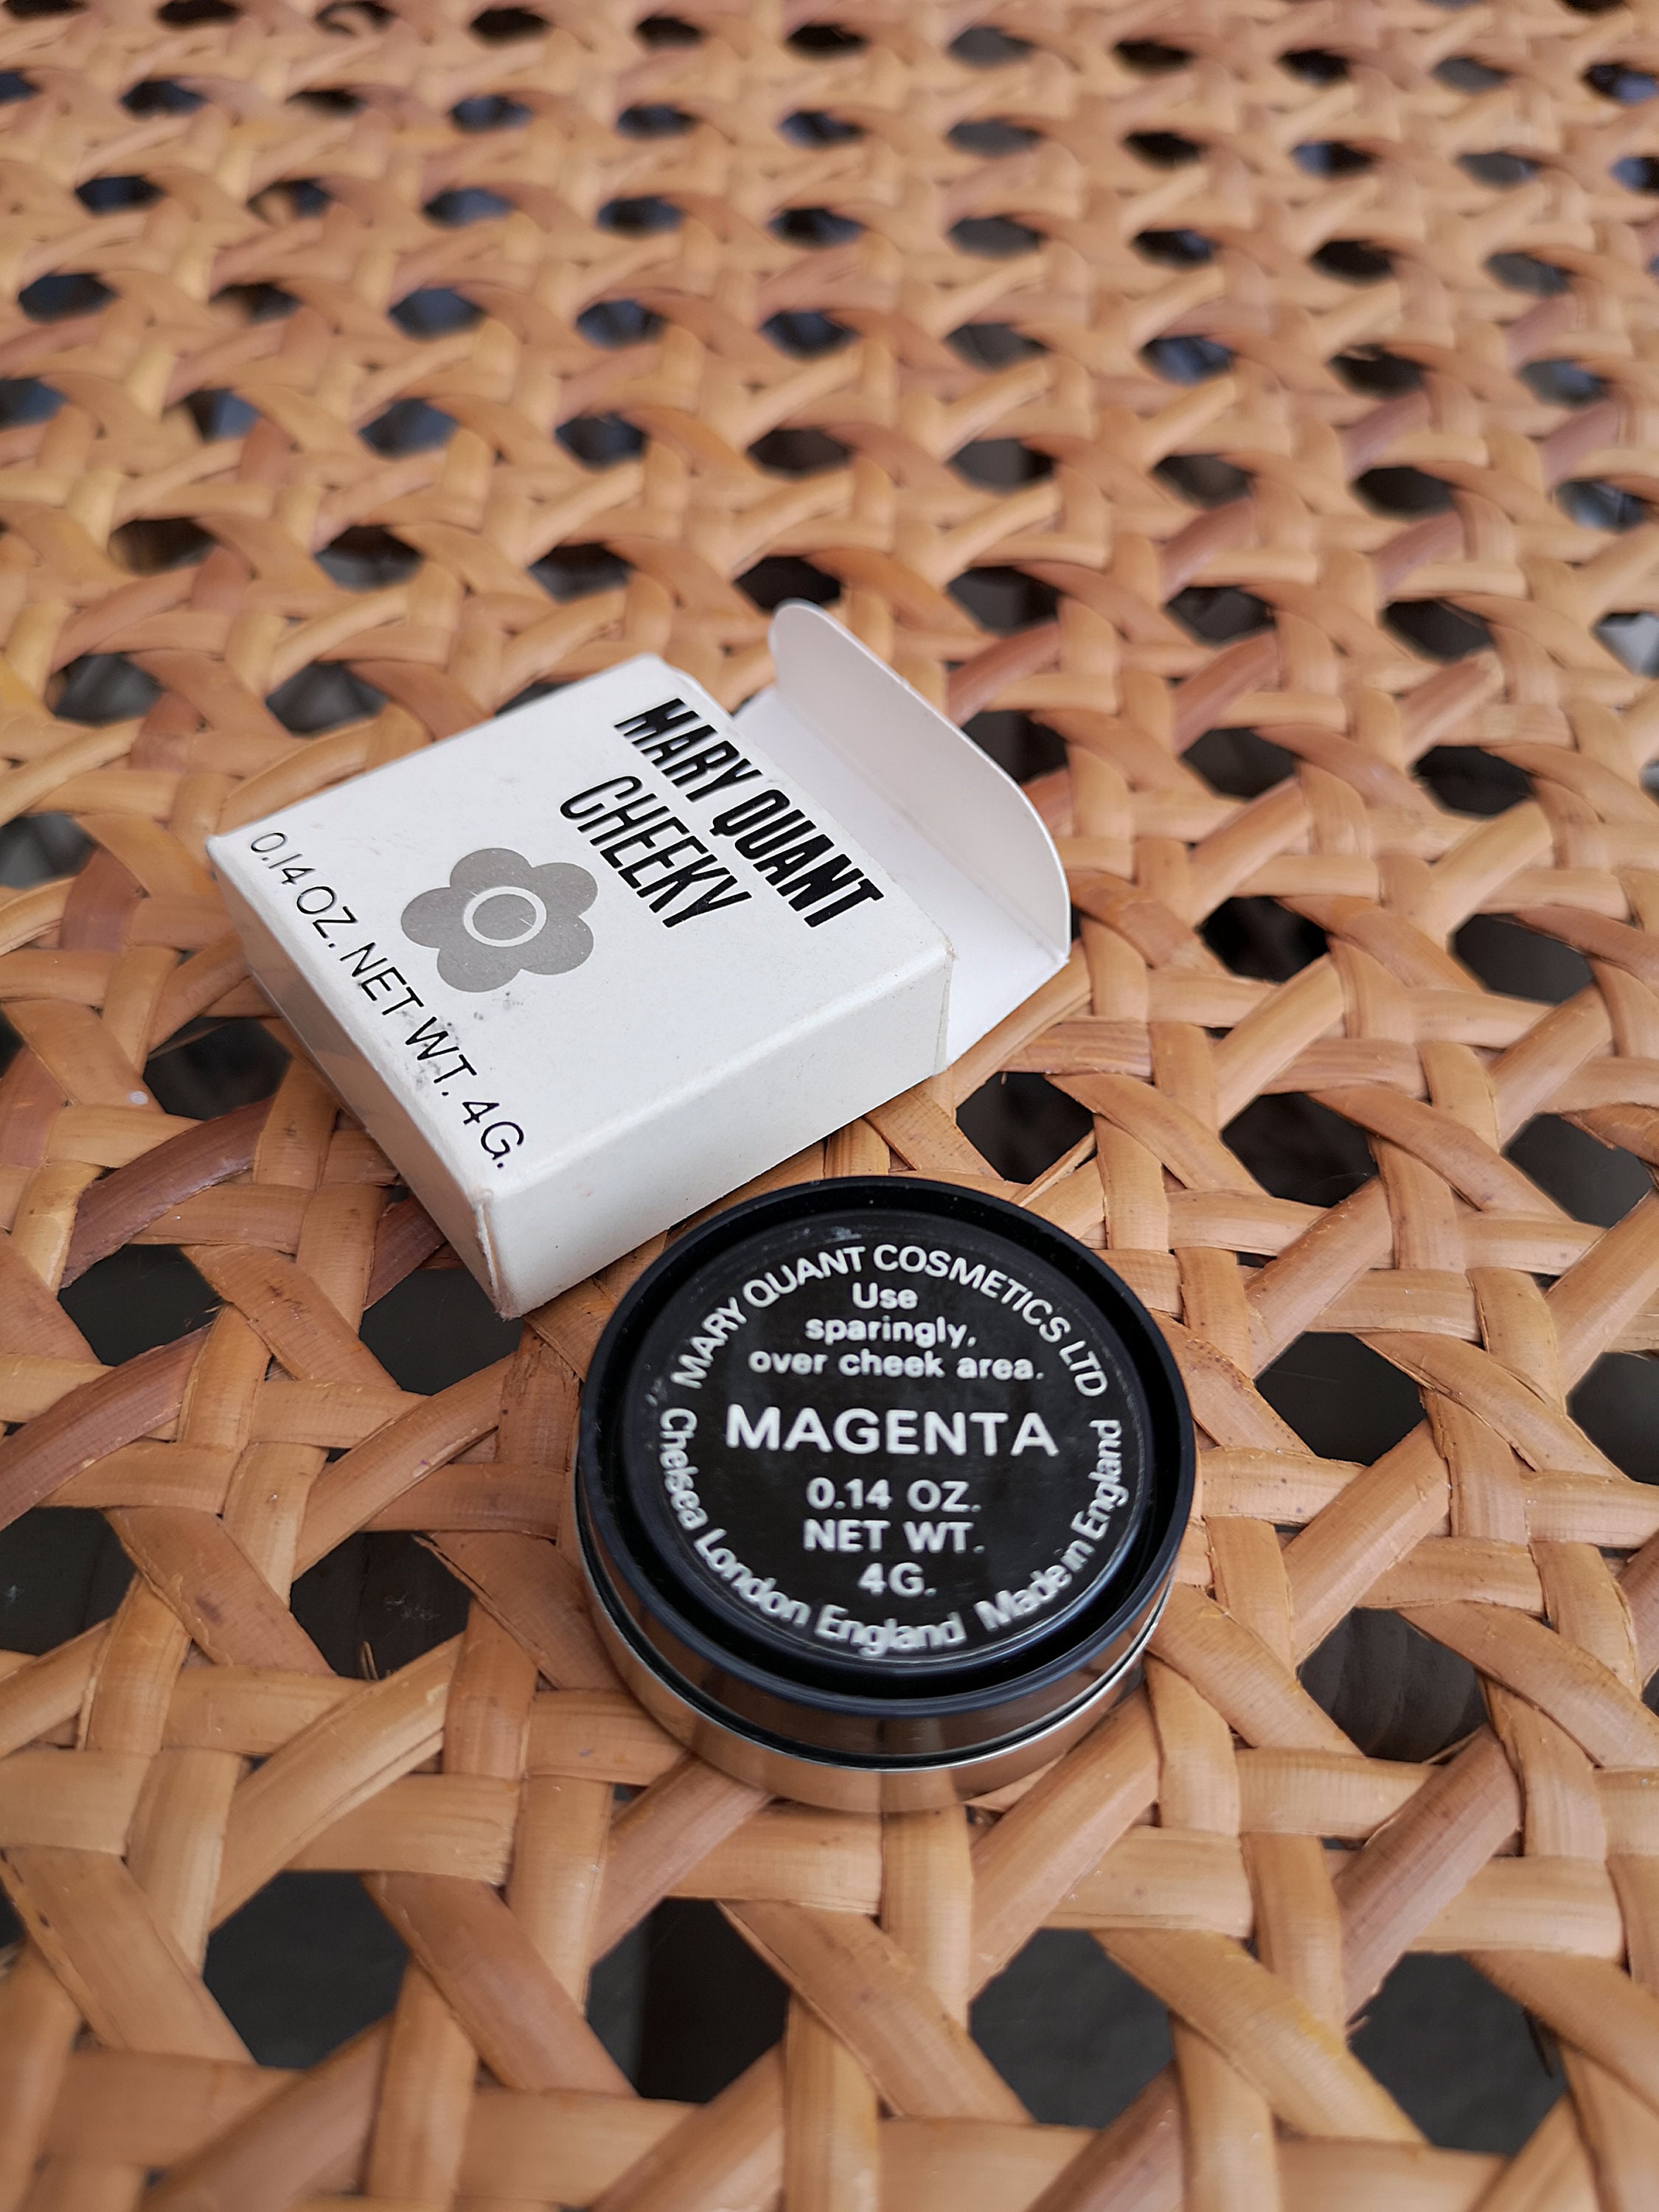 MARY QUANT
CHEEKY
0.14 OZ. NET WT. 4G.
MARY QUANT COSMETICS LTD
Use
sparingly,
over cheek area.
MAGENTA
0.14 OZ.
NET WT.
4G.
Chelsea London England Made in England